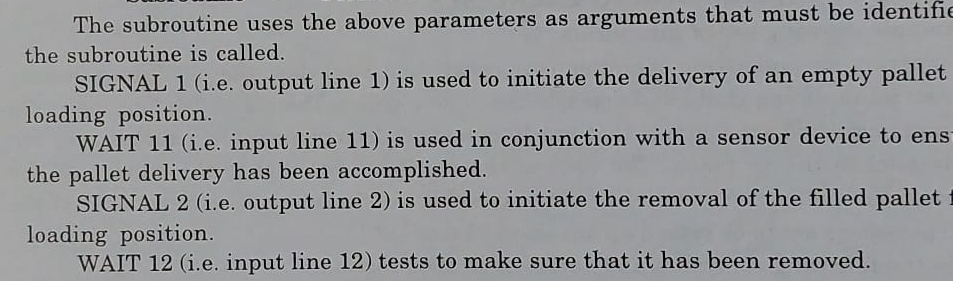 The subroutine uses the above parameters as arguments that must be identifie
the subroutine is called.
SIGNAL 1 (i.e. output line 1) is used to initiate the delivery of an empty pallet
loading position.
WAIT 11 (i.e. input line 11) is used in conjunction with a sensor device to ens
the pallet delivery has been accomplished.
SIGNAL 2 (i.e. output line 2) is used to initiate the removal of the filled pallet
loading position.
WAIT 12 (i.e. input line 12) tests to make sure that it has been removed.